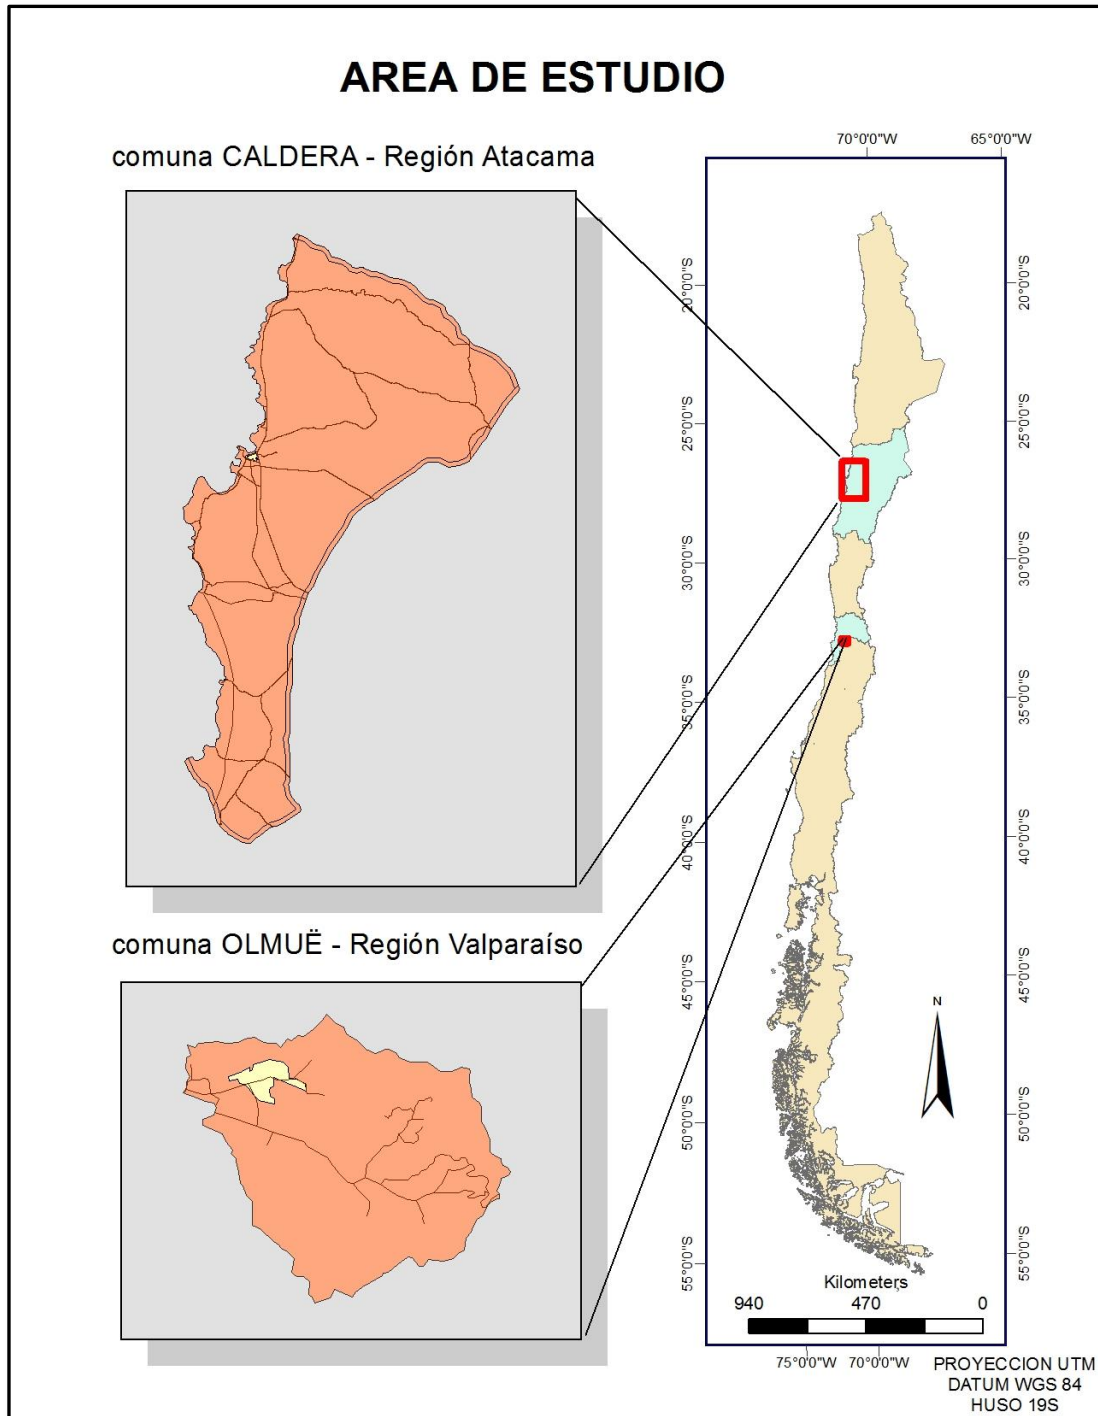 AREA DE ESTUDIO
comuna CALDERA - Región Atacama
70°0'0"W 65°0'0"W
20°0'0"S 20°0'0"S
25°0'0"S 25°0'0"S
30°0'0"S 30°0'0"S
35°0'0"S 35°0'0"S
40°0'0"S 40°0'0"S
comuna OLMUË - Región Valparaíso
45°0'0"S 45°0'0"S
N
50°0'0"S 50°0'0"S
55°0'0"S 55°0'0"S
Kilometers
940 470 0
75°0'0"W 70°0'0"W
PROYECCION UTM
DATUM WGS 84
HUSO 19S